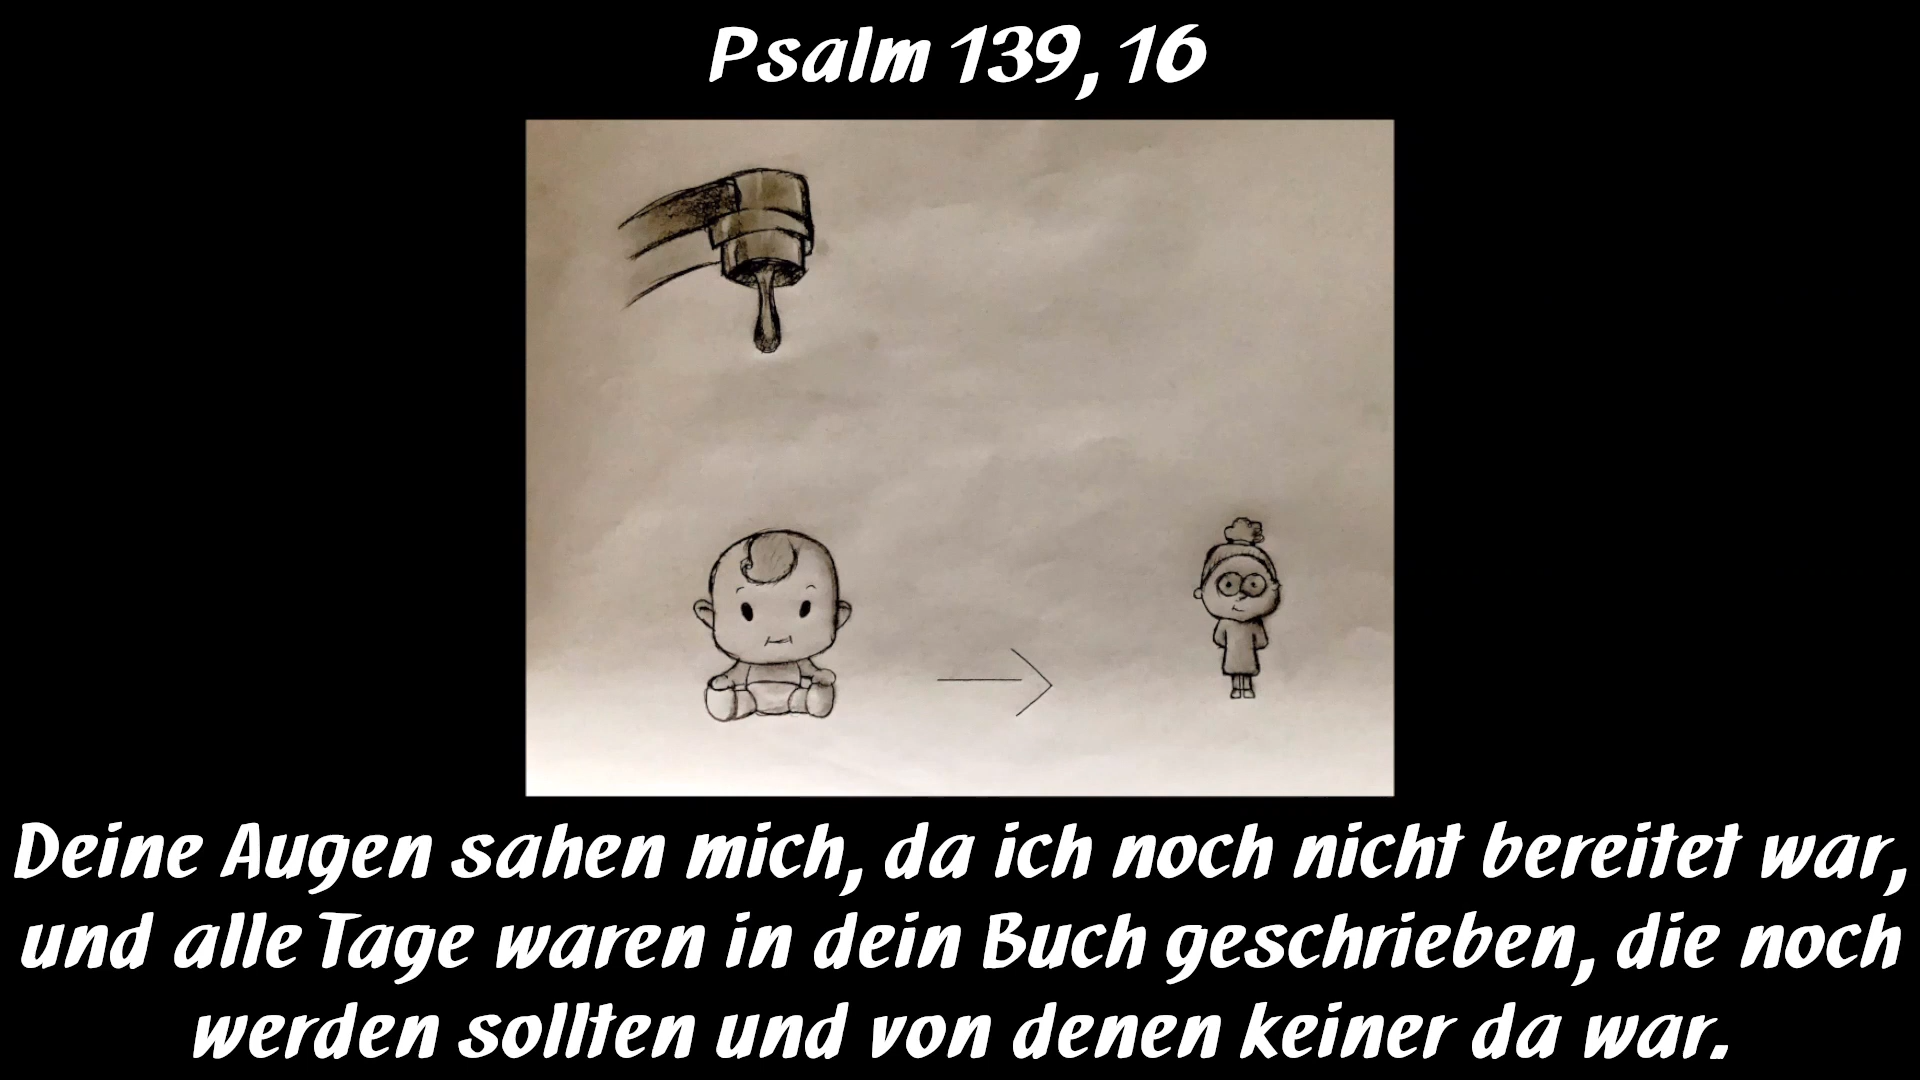 Psalm 139, 16
Deine Augen sahen mich, da ich noch nicht bereitet war,
und alle Tage waren in dein Buch geschrieben, die noch
werden sollten und von denen keiner da war.